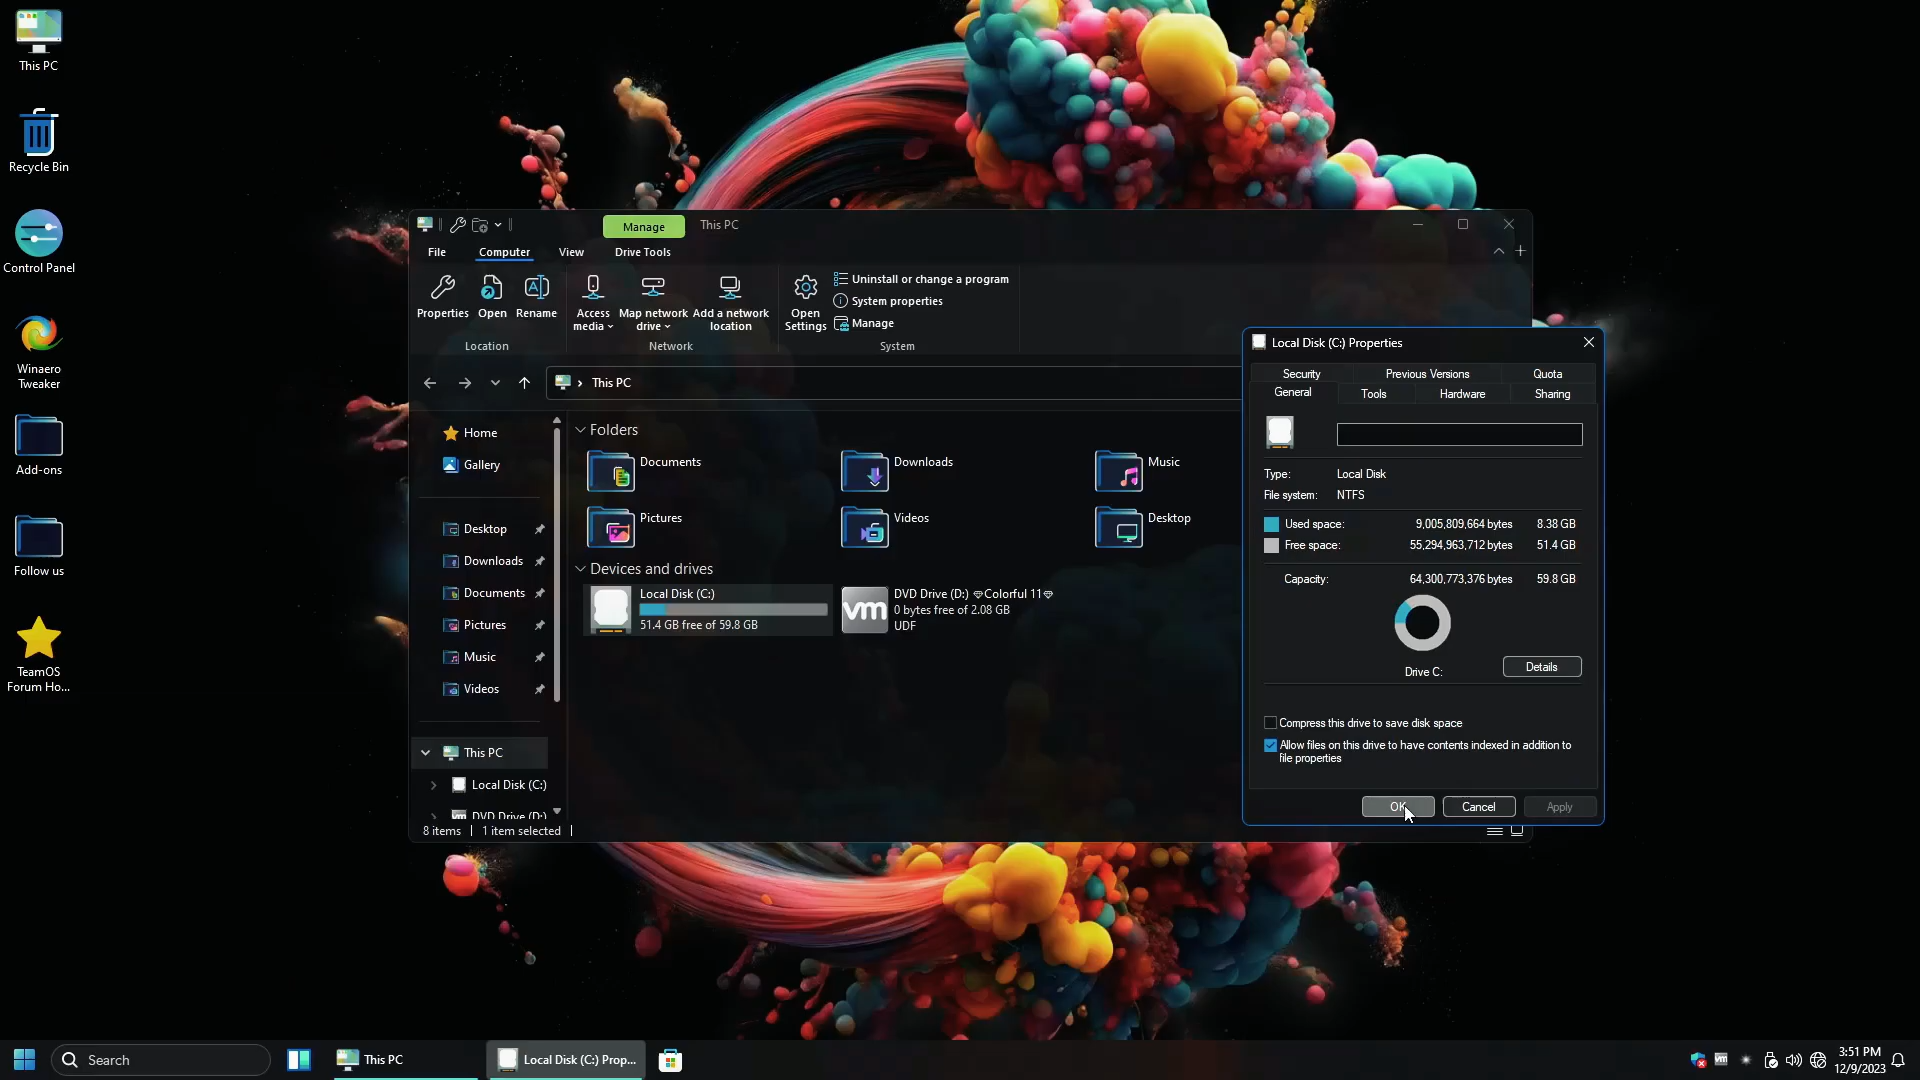 This PC
Recycle Bin
Control Panel
Winaero
Tweaker
Add-ons
Follow us
TeamOS
Forum Ho...
Manage
This PC
File
Computer
View
Drive Tools
Properties
Open
Rename
Access
media
Map network
drive
Add a network
location
Open
Settings
Uninstall or change a program
System properties
Manage
Location
Network
System
This PC
Home
Gallery
Desktop
Downloads
Documents
Pictures
Music
Videos
This PC
Local Disk (C:)
DVD Drive (D:)
Folders
Documents
Downloads
Music
Pictures
Videos
Desktop
Devices and drives
Local Disk (C:)
51.4 GB free of 59.8 GB
vm
DVD Drive (D:) 💎Colorful 11💎
0 bytes free of 2.08 GB
UDF
8 items
1 item selected
Local Disk (C:) Properties
Security
Previous Versions
Quota
General
Tools
Hardware
Sharing
Type: Local Disk
File system: NTFS
Used space: 9,005,809,664 bytes 8.38 GB
Free space: 55,294,963,712 bytes 51.4 GB
Capacity: 64,300,773,376 bytes 59.8 GB
Drive C:
Details
Compress this drive to save disk space
Allow files on this drive to have contents indexed in addition to
file properties
OK
Cancel
Apply
Search
This PC
Local Disk (C:) Prop...
vm
3:51 PM
12/9/2023